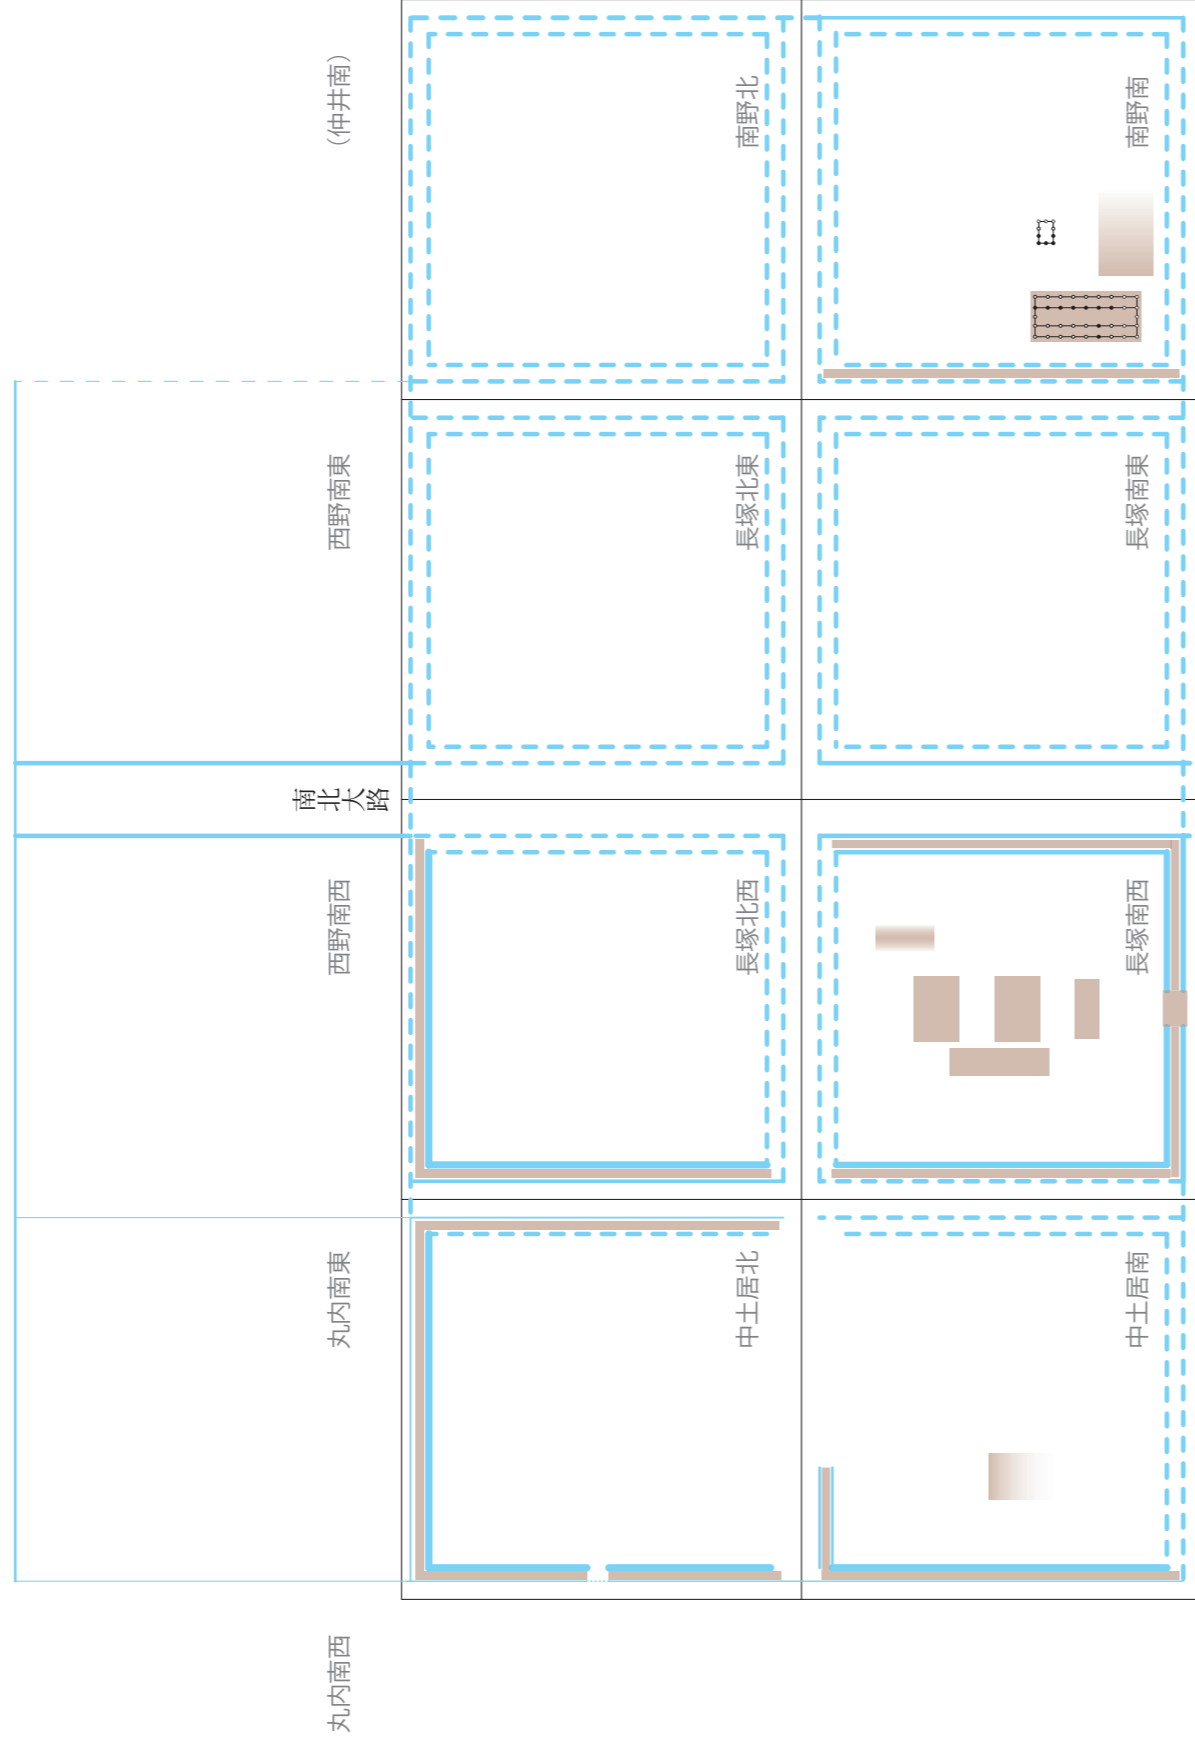 (仲井南)
南野北
南野南
西野南東
長塚北東
長塚南東
南北大路
西野南西
長塚北西
長塚南西
丸内南東
中土居北
中土居南
丸内南西